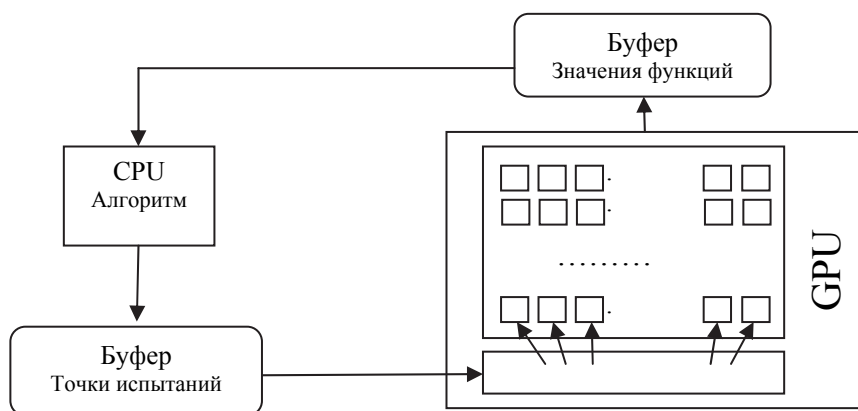 Буфер
Значения функций
CPU
Алгоритм
GPU
Буфер
Точки испытаний